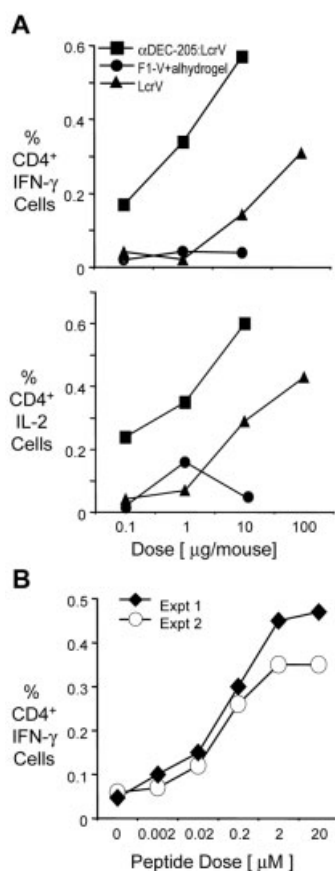 A
αDEC-205:LcrV
F1-V+alhydrogel
LcrV
0.6
0.4
0.2
0
%
CD4+
IFN-γ
Cells
0.6
0.4
0.2
0
%
CD4+
IL-2
Cells
0.1 1 10 100
Dose [ μg/mouse]
B
Expt 1
Expt 2
0.5
0.4
0.3
0.2
0.1
0.0
%
CD4+
IFN-γ
Cells
0 0.002 0.02 0.2 2 20
Peptide Dose [ μM]